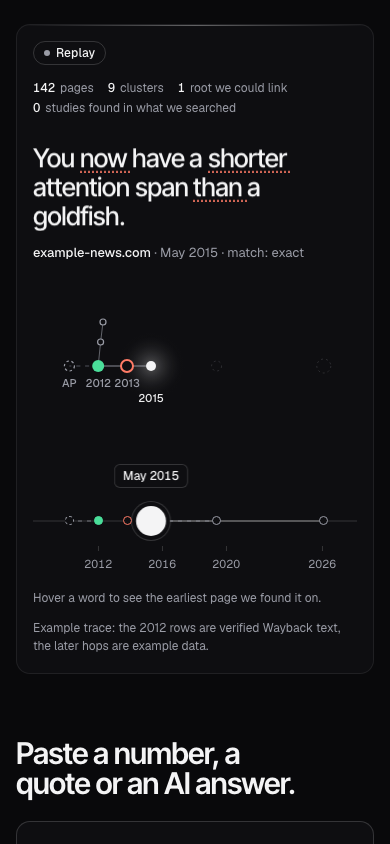 Replay
142 pages 9 clusters 1 root we could link
0 studies found in what we searched
You now have a shorter
attention span than a
goldfish.
example-news.com · May 2015 · match: exact
AP 2012 2013
2015
May 2015
2012 2016 2020 2026
Hover a word to see the earliest page we found it on.
Example trace: the 2012 rows are verified Wayback text,
the later hops are example data.
Paste a number, a
quote or an AI answer.